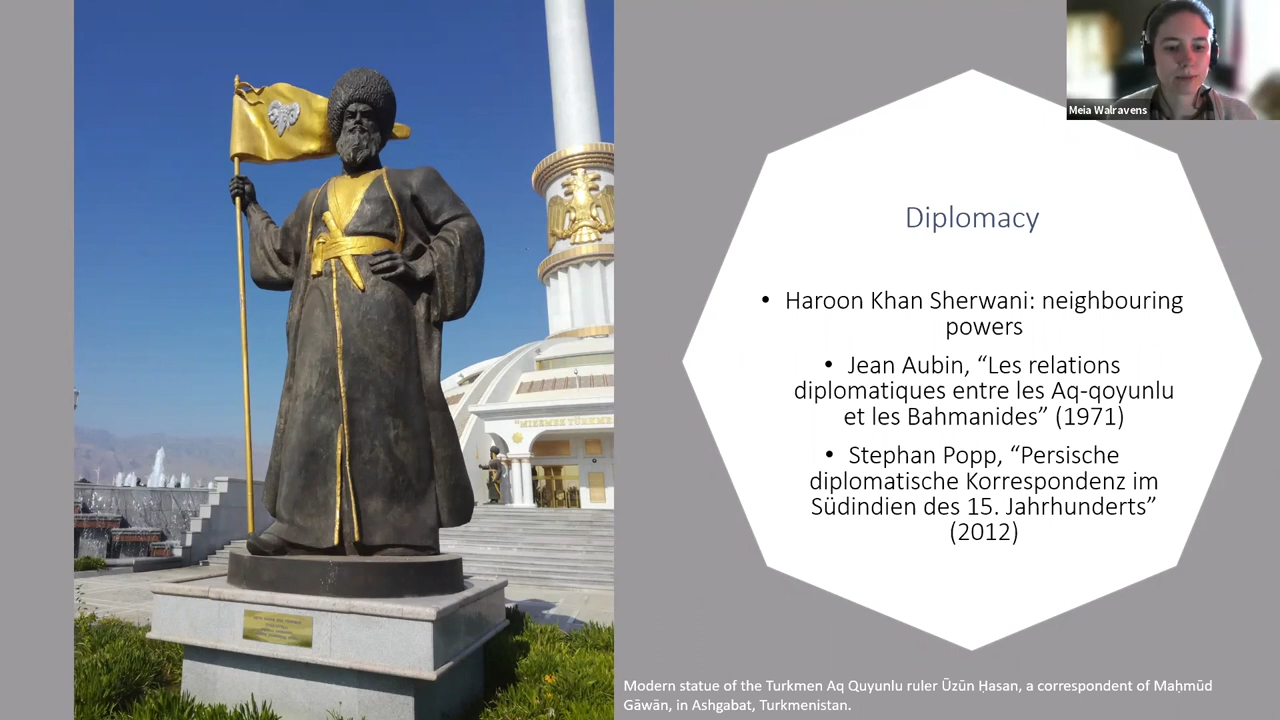 Meia Walravens
Diplomacy
• Haroon Khan Sherwani: neighbouring
powers
• Jean Aubin, “Les relations
diplomatiques entre les Aq-qoyunlu
et les Bahmanides” (1971)
• Stephan Popp, “Persische
diplomatische Korrespondenz im
Südindien des 15. Jahrhunderts”
(2012)
Modern statue of the Turkmen Aq Quyunlu ruler Ūzūn Ḥasan, a correspondent of Maḥmūd
Gāwān, in Ashgabat, Turkmenistan.